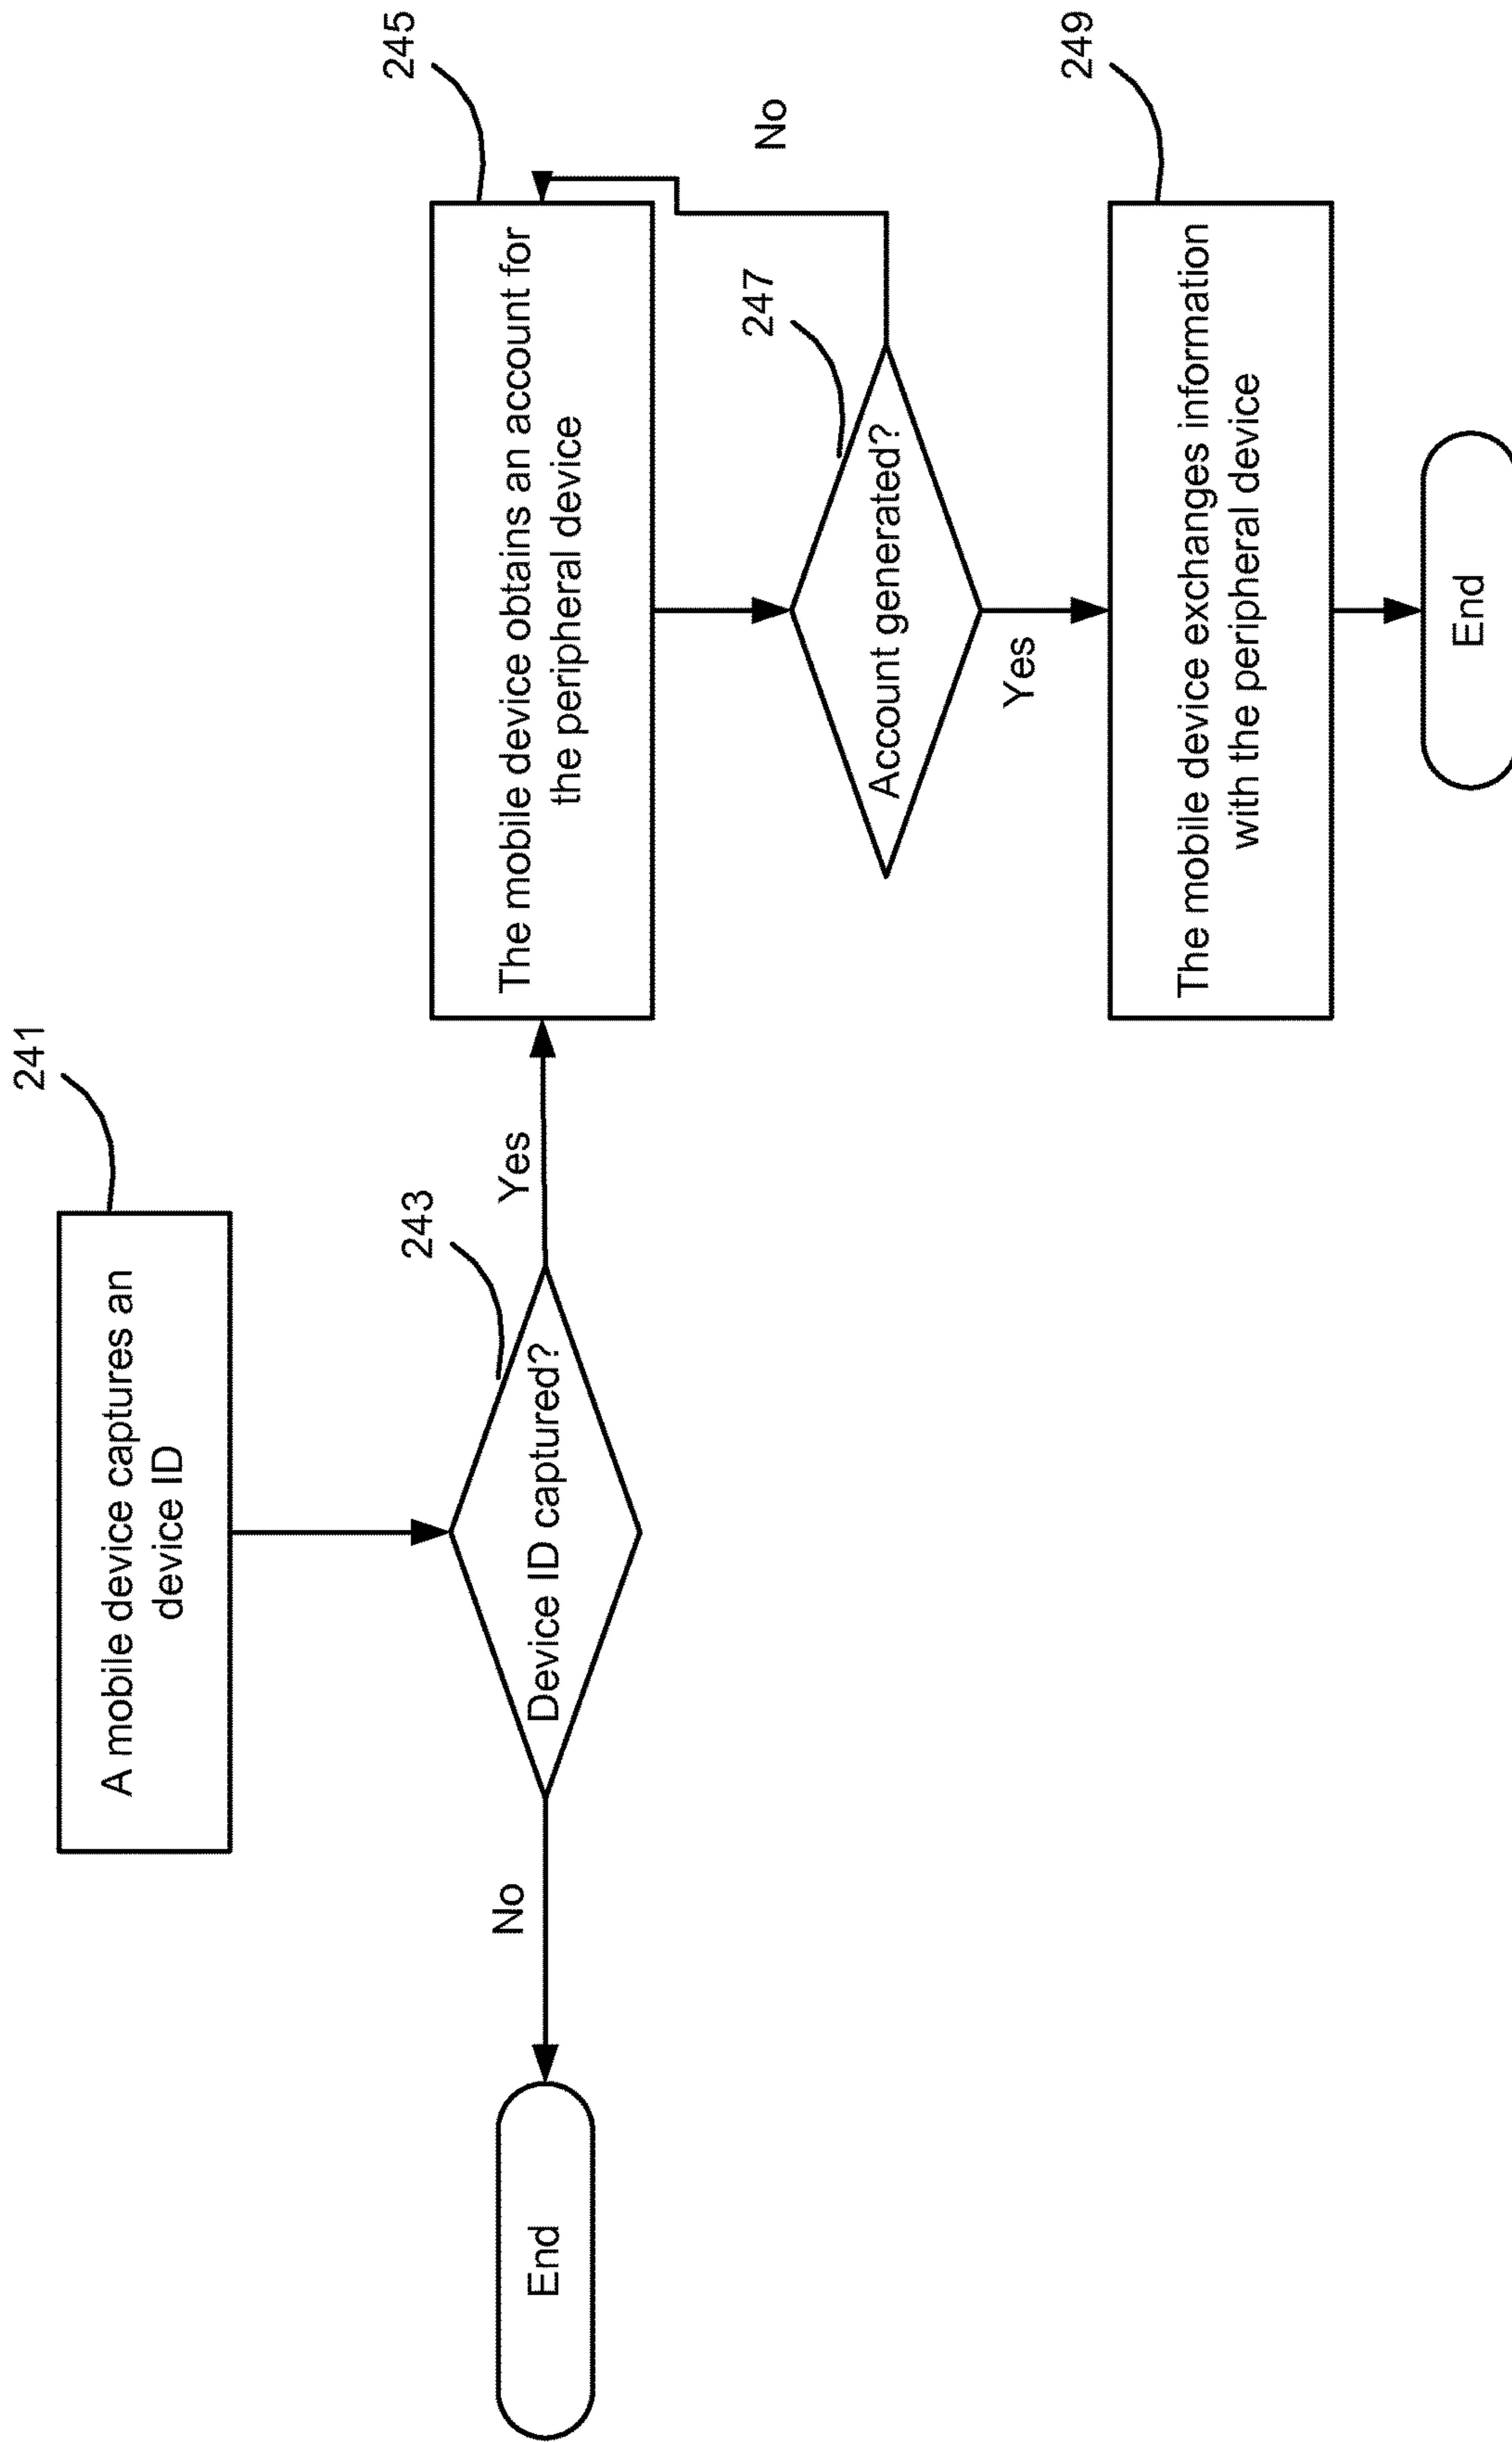 241
A mobile device captures an
device ID
243
Device ID captured?
No
End
Yes
245
The mobile device obtains an account for
the peripheral device
247
Account generated?
No
Yes
249
The mobile device exchanges information
with the peripheral device
End